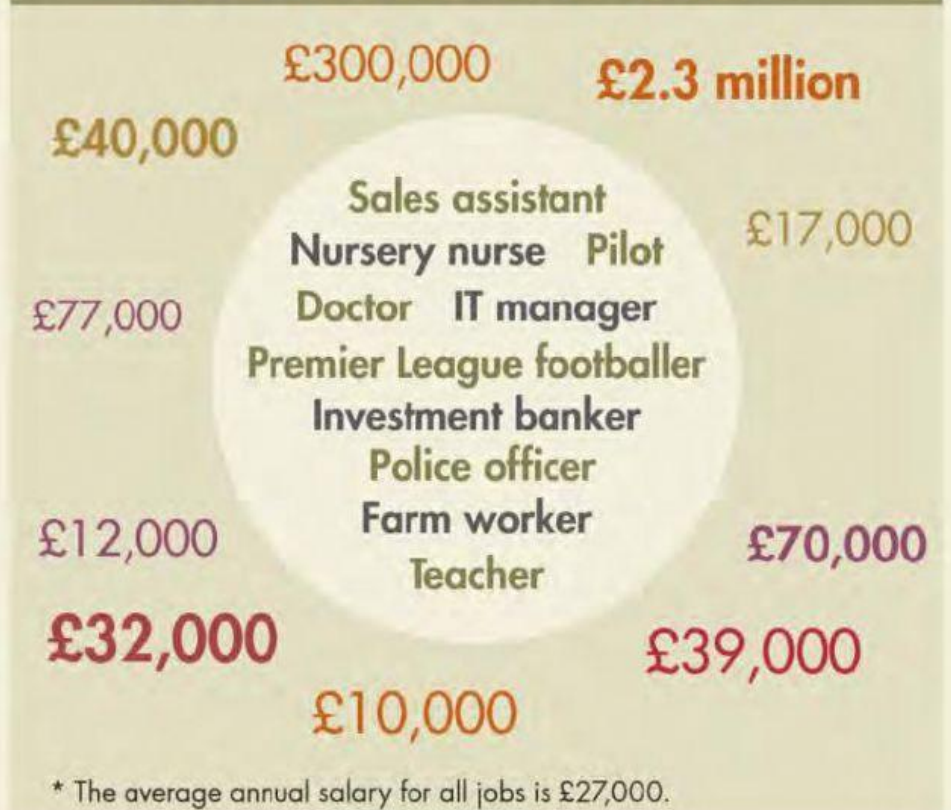 £300,000
£2.3 million
£40,000
Sales assistant
£17,000
Nursery nurse Pilot
£77,000
Doctor IT manager
Premier League footballer
Investment banker
Police officer
£12,000
Farm worker
£70,000
Teacher
£32,000
£39,000
£10,000
* The average annual salary for all jobs is £27,000.